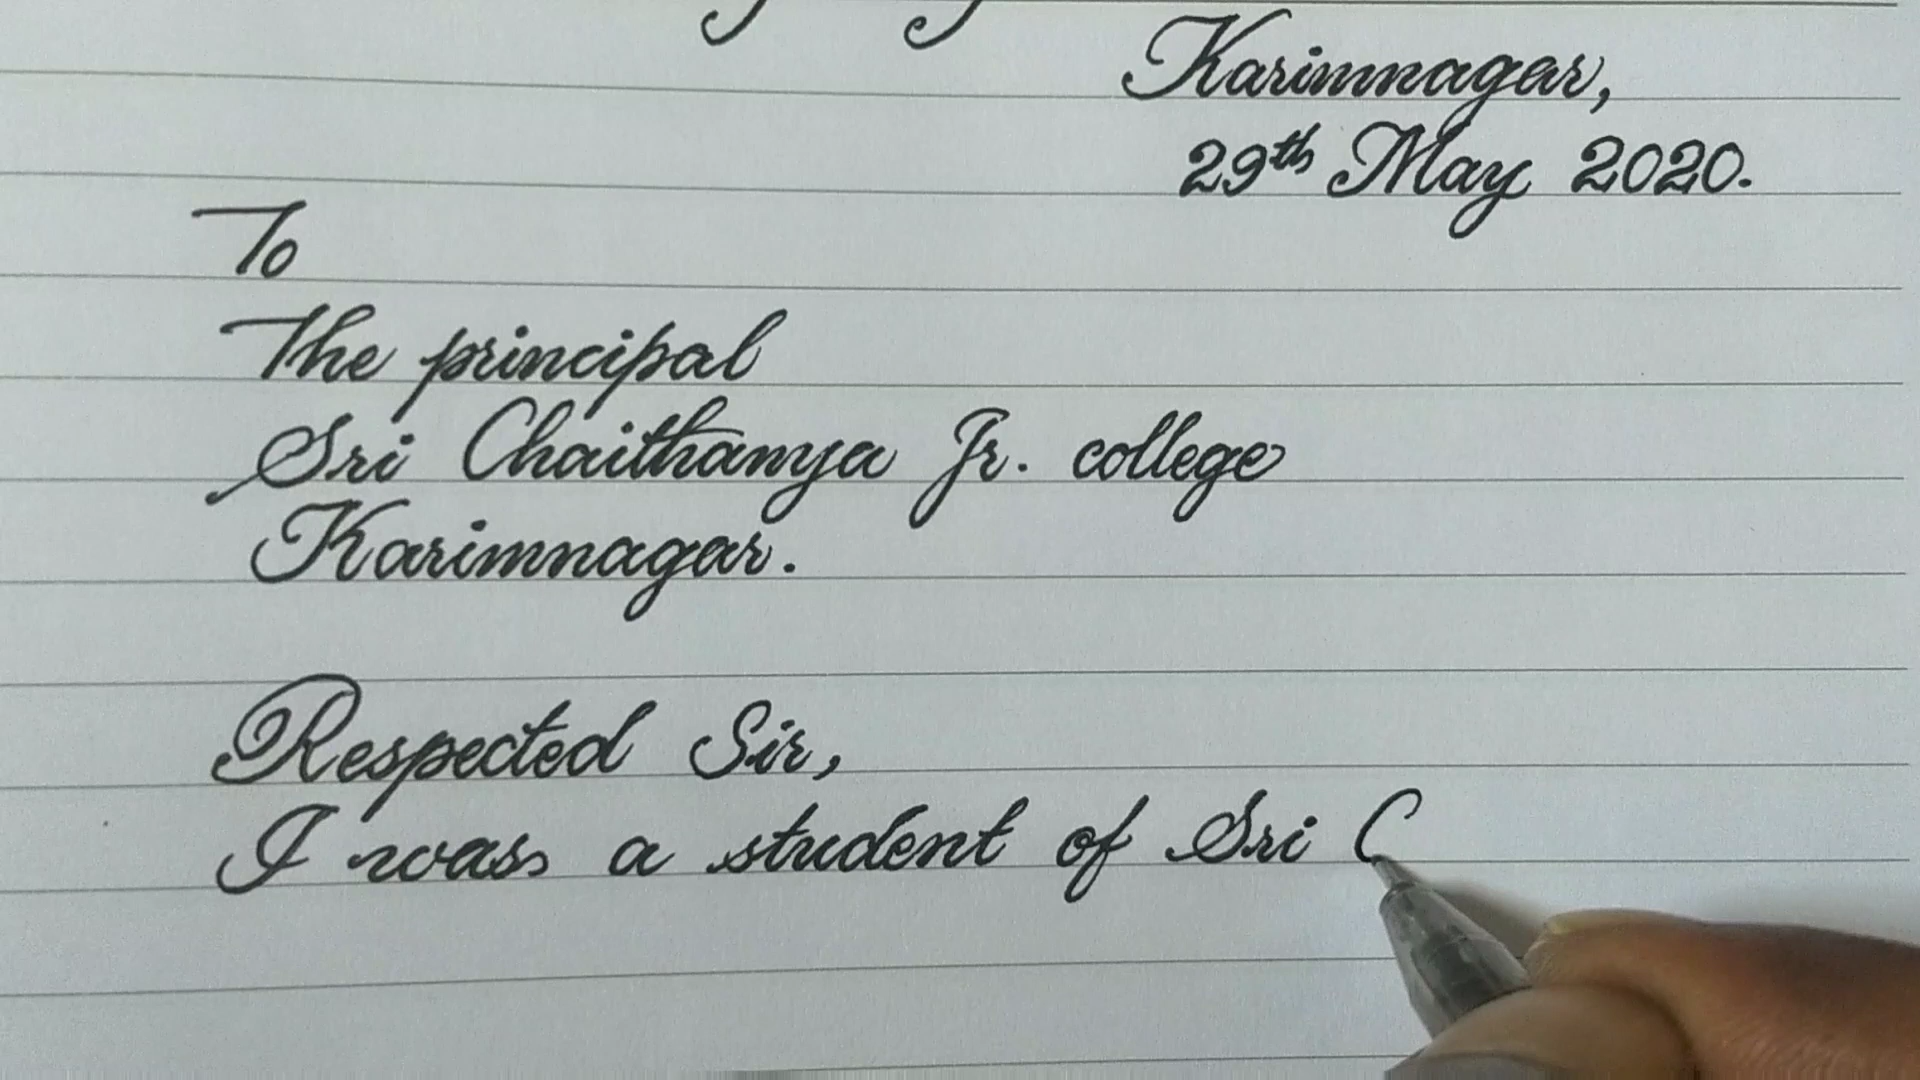 Karimnagar,
29th May 2020.
To
The principal
Sri Chaithanya Jr. college
Karimnagar.
Respected Sir,
I was a student of Sri C